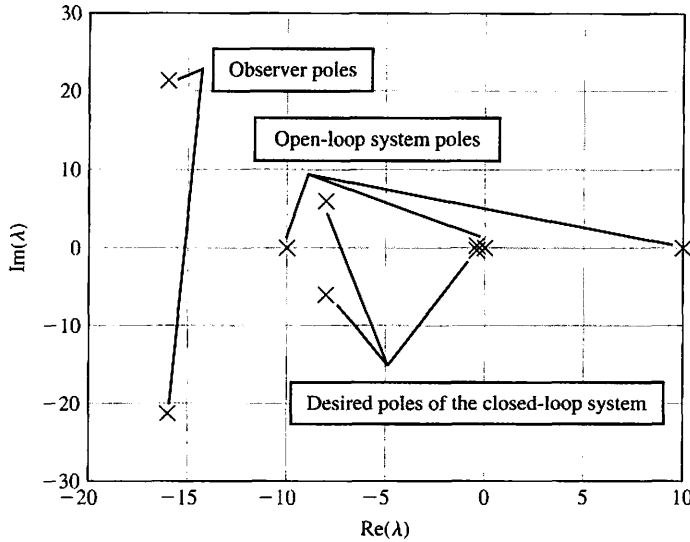 30
20
10
0
−10
−20
−30
Im(λ)
Observer poles
Open-loop system poles
Desired poles of the closed-loop system
−20
−15
−10
−5
0
5
10
Re(λ)